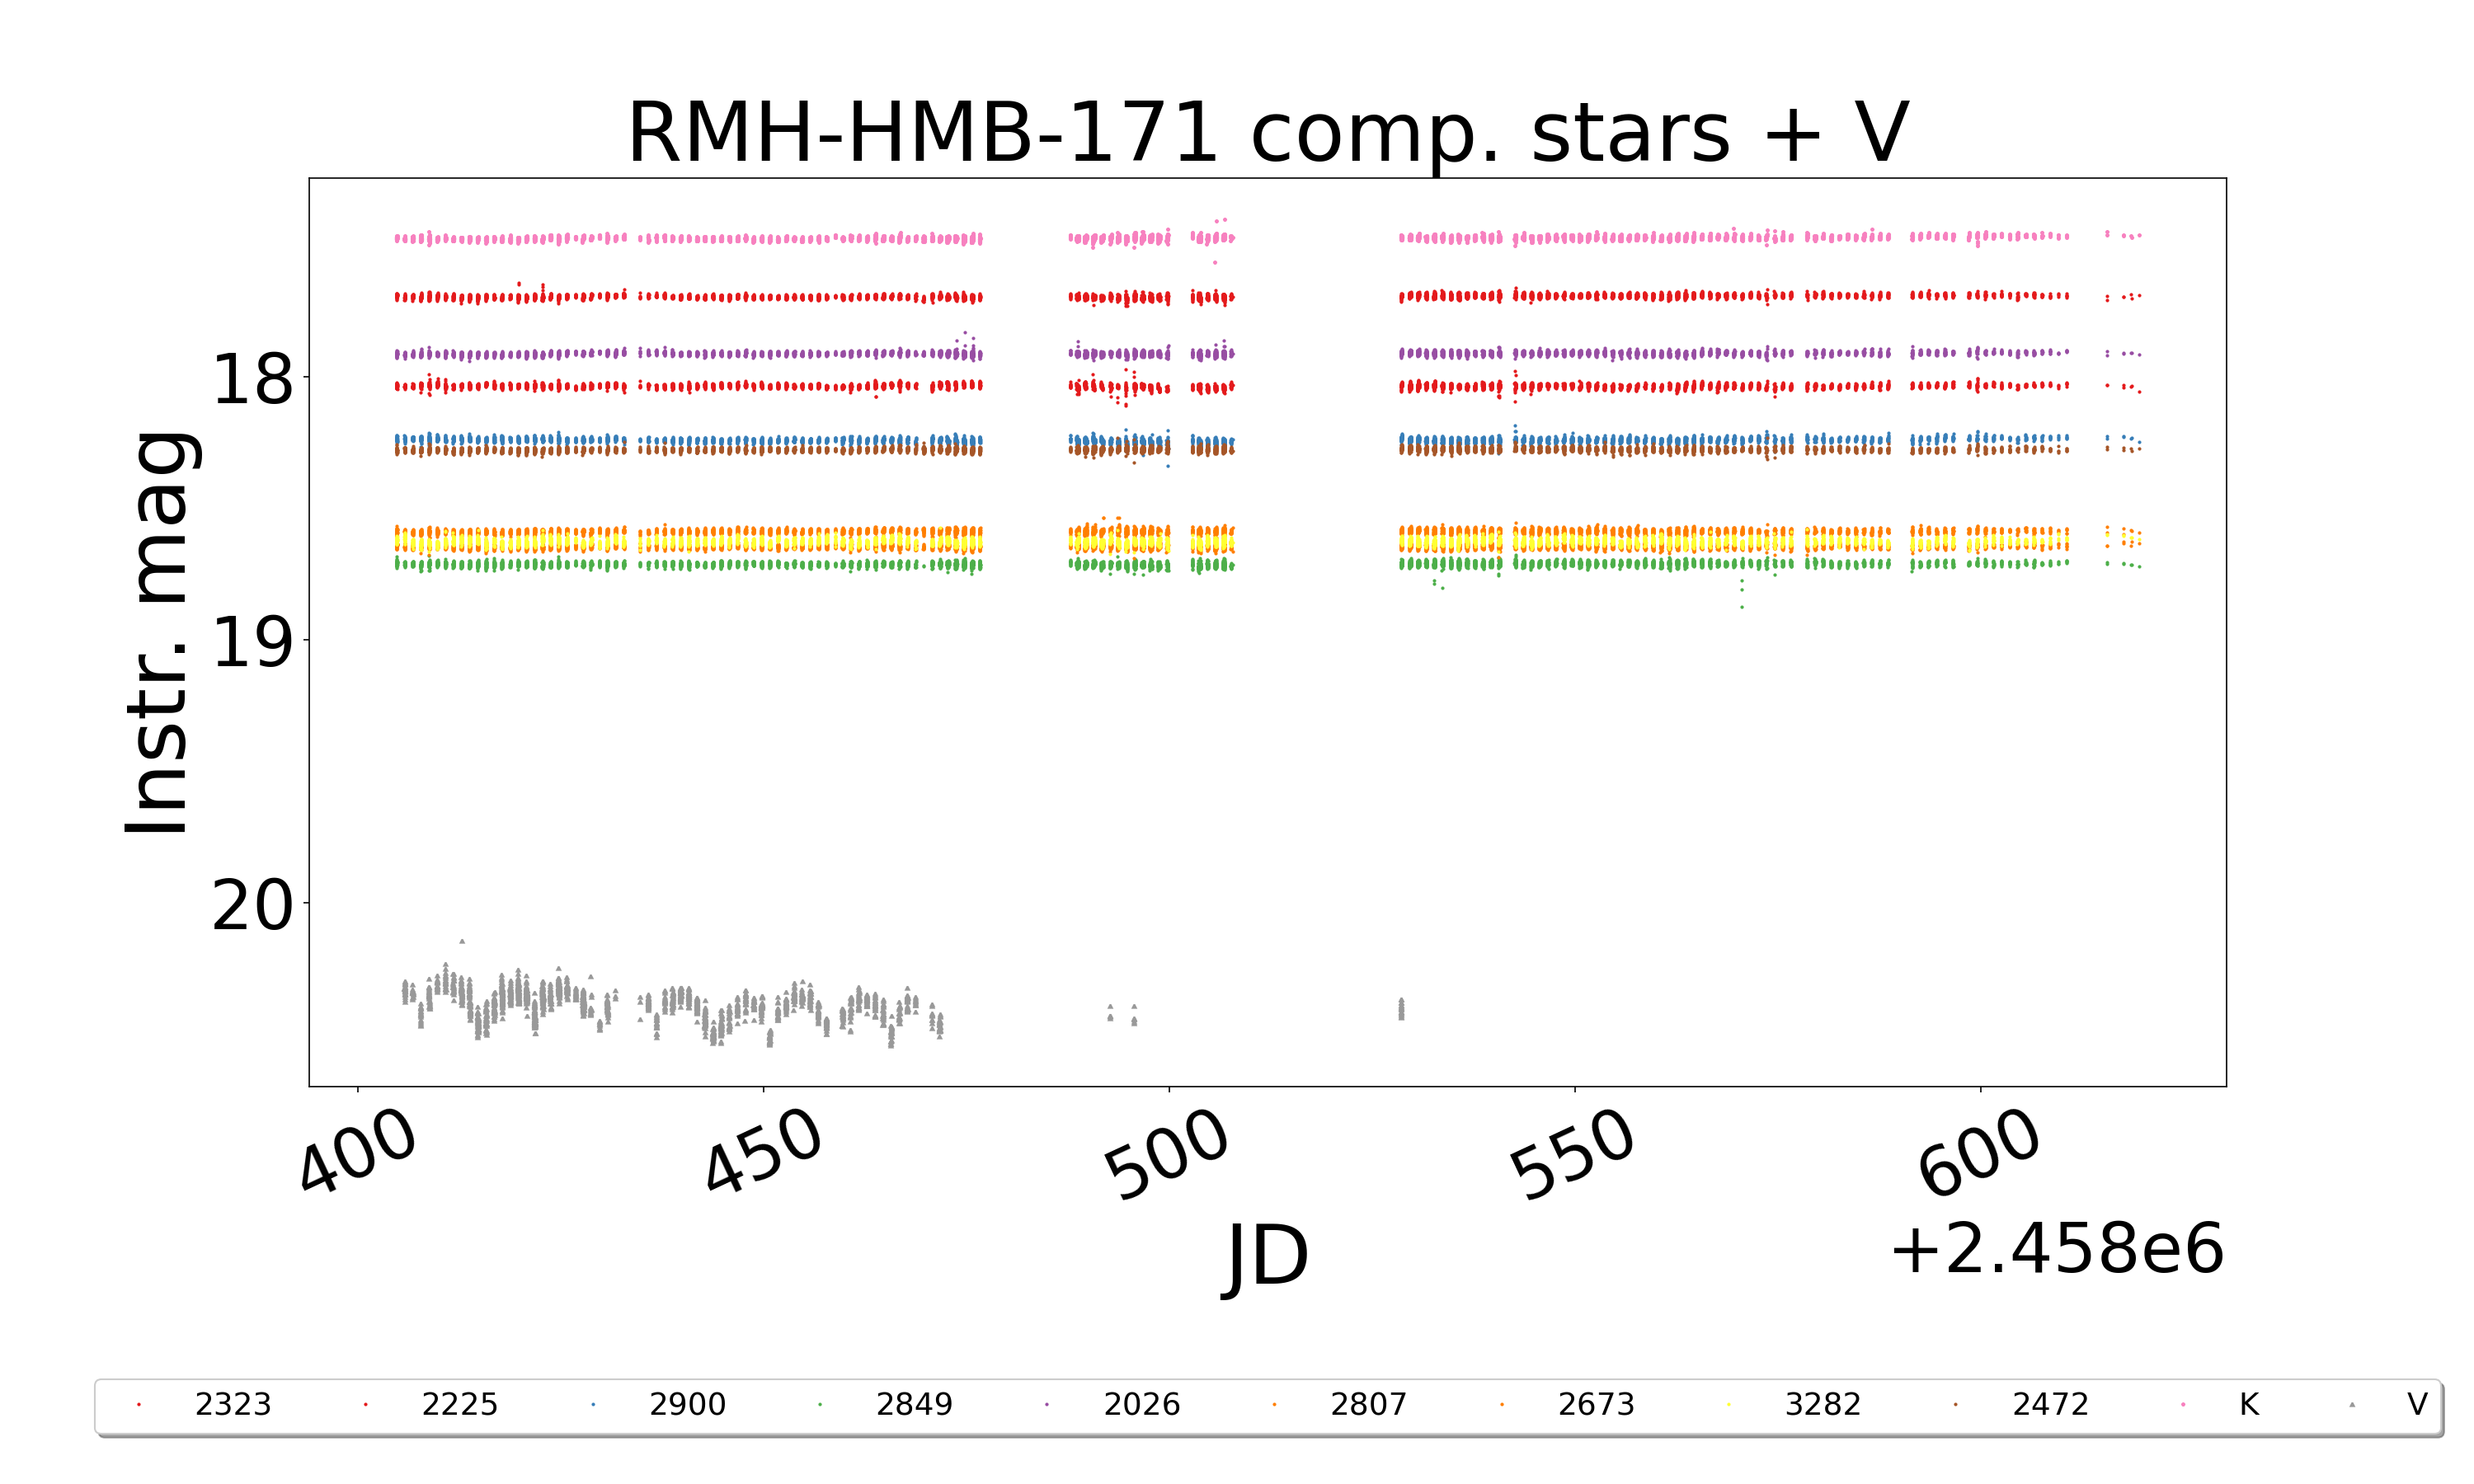 RMH-HMB-171 comp. stars + V
Instr. mag
18
19
20
400 450 500 550 600
JD
+2.458e6
2323 2225 2900 2849 2026 2807 2673 3282 2472 K V